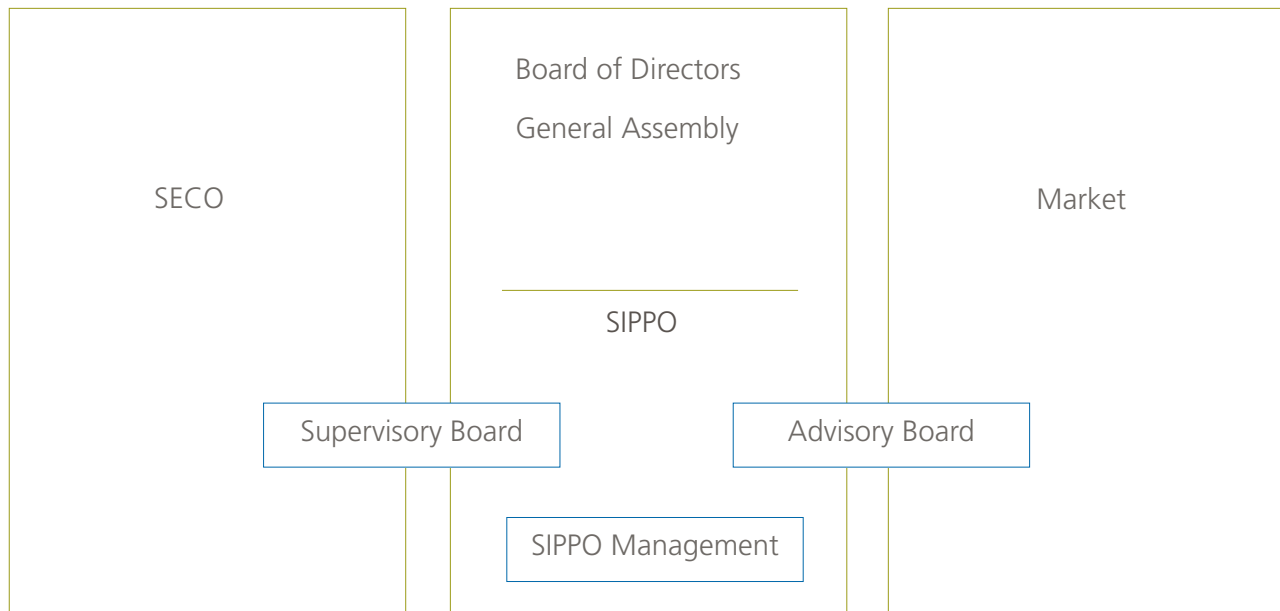 Board of Directors
General Assembly
SECO
Market
SIPPO
Supervisory Board
Advisory Board
SIPPO Management